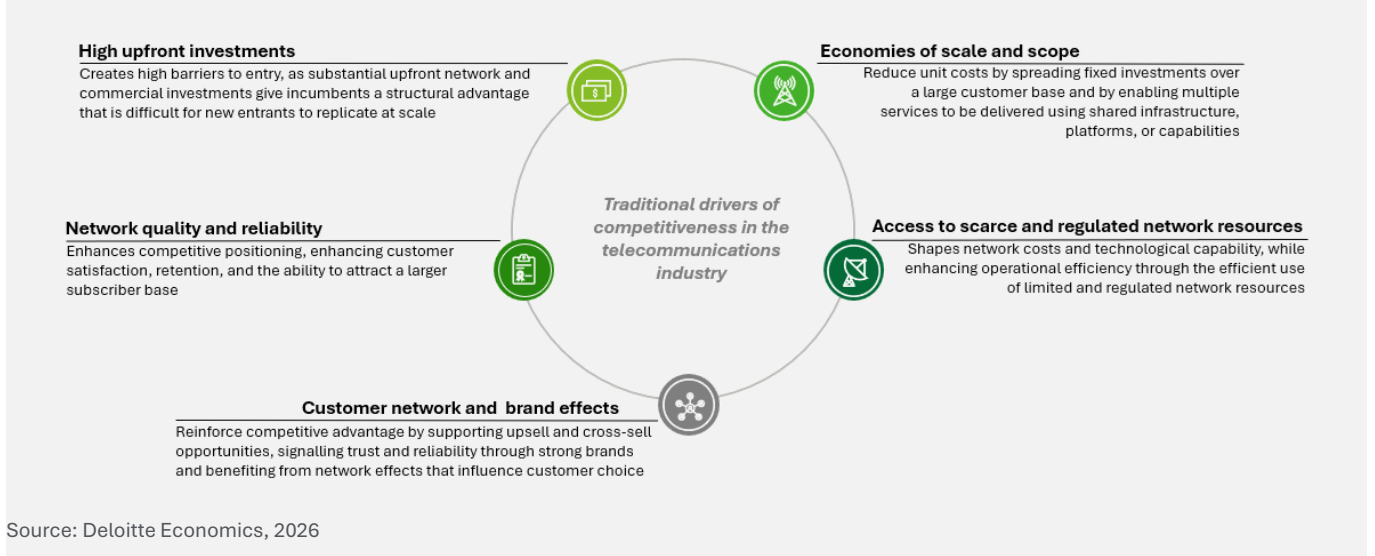 High upfront investments
Creates high barriers to entry, as substantial upfront network and
commercial investments give incumbents a structural advantage
that is difficult for new entrants to replicate at scale
Economies of scale and scope
Reduce unit costs by spreading fixed investments over
a large customer base and by enabling multiple
services to be delivered using shared infrastructure,
platforms, or capabilities
Traditional drivers of
competitiveness in the
telecommunications
industry
Network quality and reliability
Enhances competitive positioning, enhancing customer
satisfaction, retention, and the ability to attract a larger
subscriber base
Access to scarce and regulated network resources
Shapes network costs and technological capability, while
enhancing operational efficiency through the efficient use
of limited and regulated network resources
Customer network and  brand effects
Reinforce competitive advantage by supporting upsell and cross-sell
opportunities, signalling trust and reliability through strong brands
and benefiting from network effects that influence customer choice
Source: Deloitte Economics, 2026